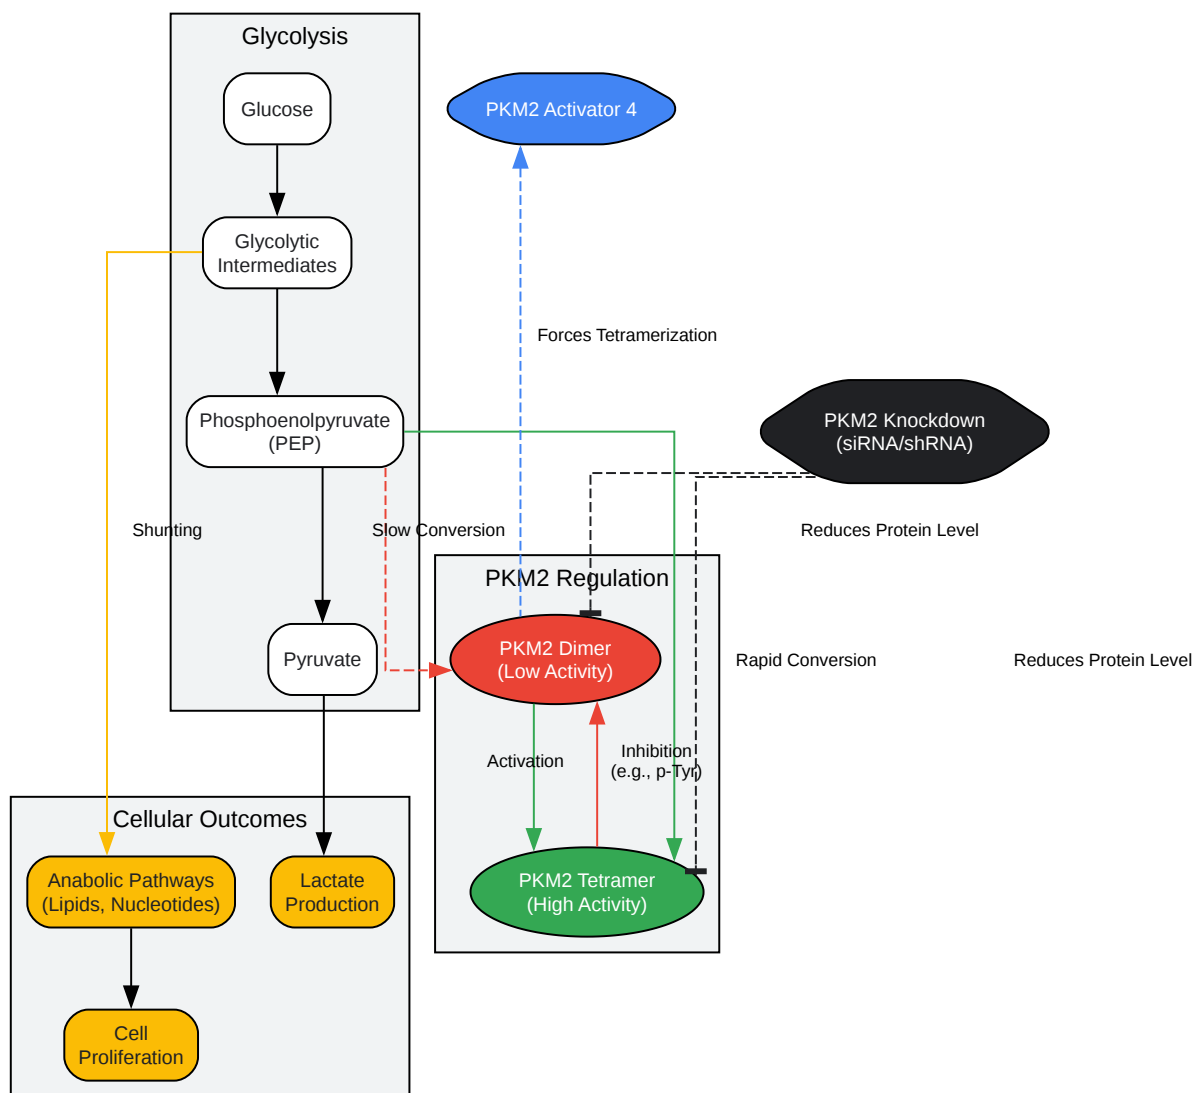 Glycolysis
Glucose
PKM2 Activator 4
Glycolytic
Intermediates
Forces Tetramerization
Phosphoenolpyruvate
(PEP)
PKM2 Knockdown
(siRNA/shRNA)
Shunting
Slow Conversion
Reduces Protein Level
PKM2 Regulation
Pyruvate
PKM2 Dimer
(Low Activity)
Rapid Conversion
Reduces Protein Level
Activation
Inhibition
(e.g., p-Tyr)
Cellular Outcomes
Anabolic Pathways
(Lipids, Nucleotides)
Lactate
Production
PKM2 Tetramer
(High Activity)
Cell
Proliferation